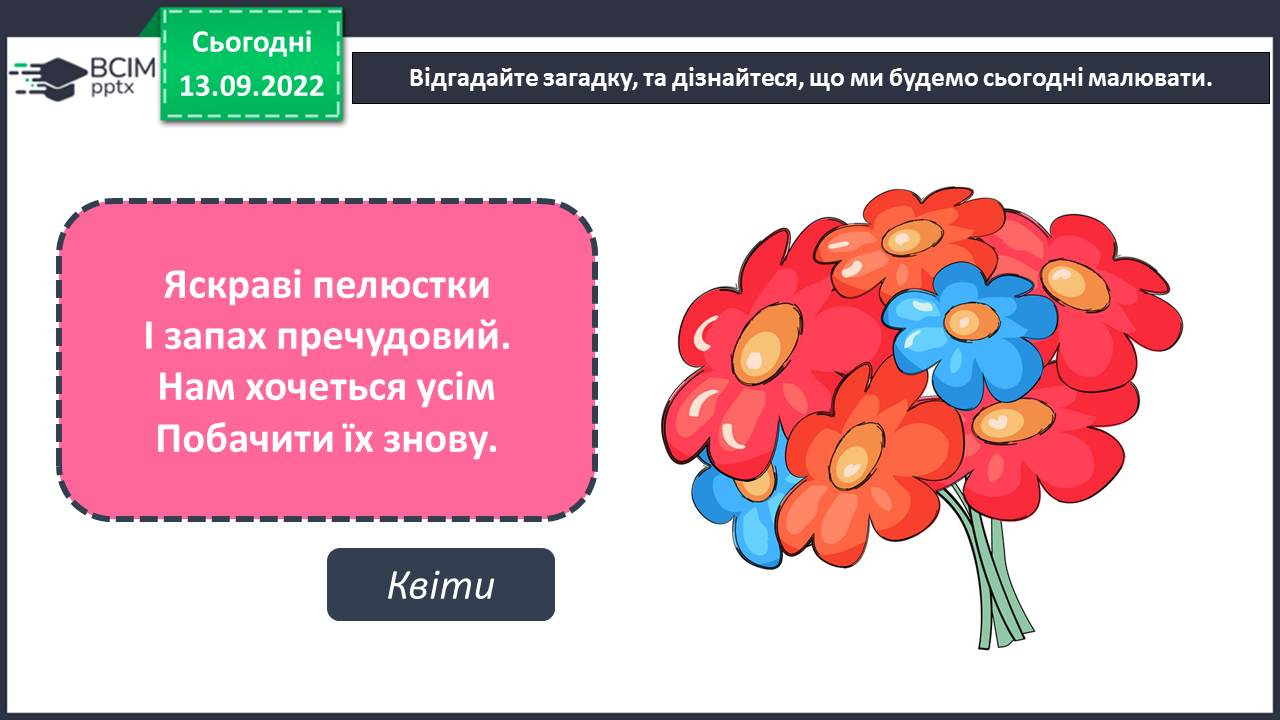 Сьогодні
13.09.2022
ВСІМ
pptx
Відгадайте загадку, та дізнайтеся, що ми будемо сьогодні малювати.
Яскраві пелюстки
І запах пречудовий.
Нам хочеться усім
Побачити їх знову.
Квіти